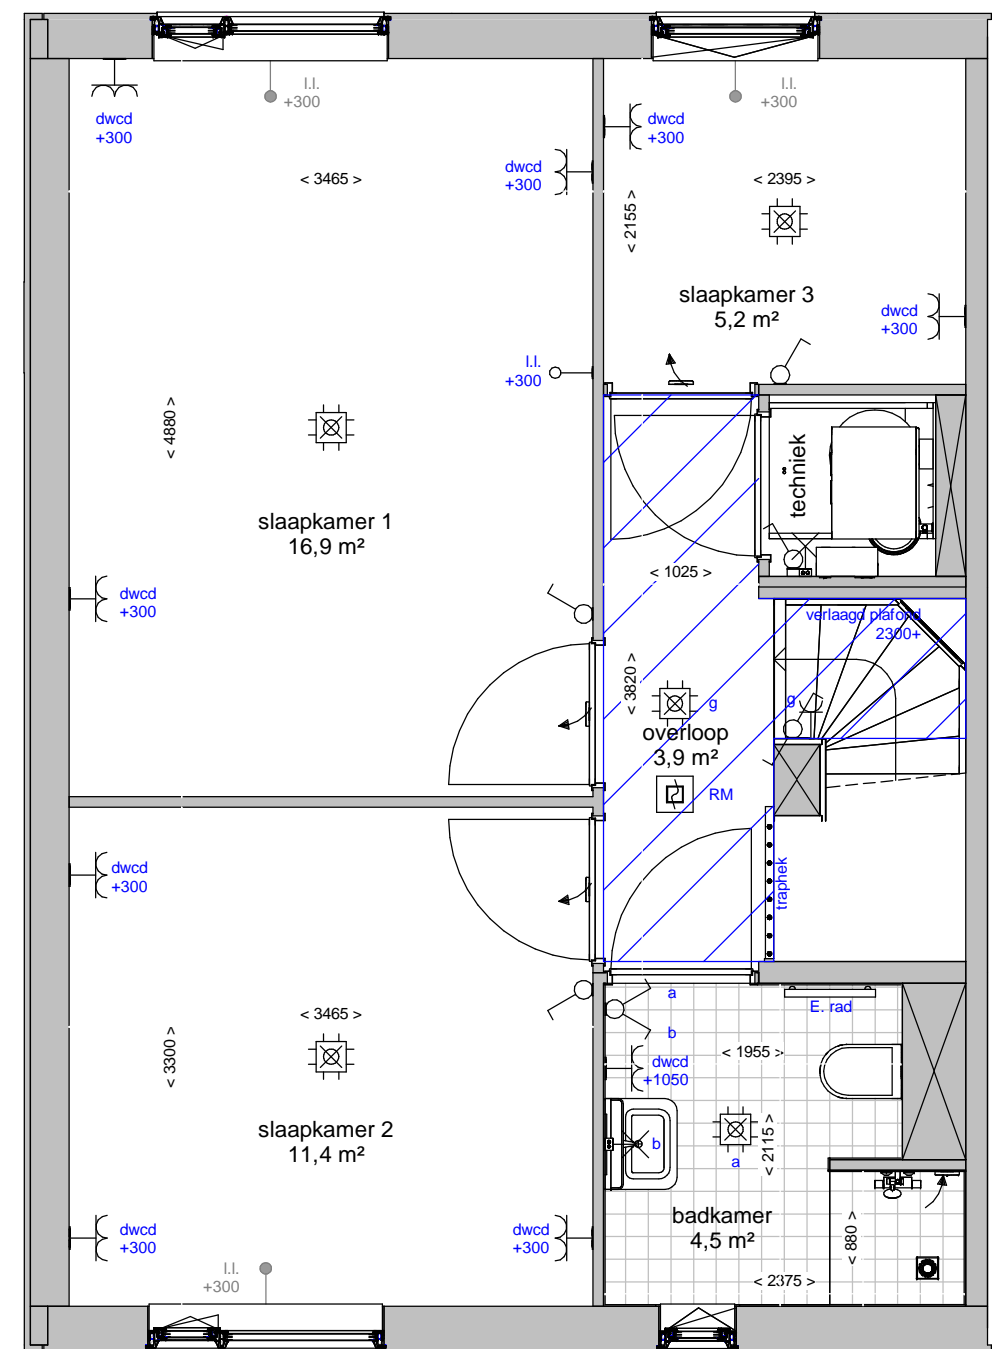 l.l.
+300
l.l.
+300
dwcd
+300
dwcd
+300
dwcd
+300
< 3465 >
< 2395 >
< 2155 >
slaapkamer 3
5,2 m²
dwcd
+300
l.l.
+300
< 4880 >
techniek
slaapkamer 1
16,9 m²
< 1025 >
dwcd
+300
verlaagd plafond
2300+
< 3820 >
g
g
overloop
3,9 m²
RM
dwcd
+300
traphek
a
E. rad
b
< 3465 >
< 3300 >
< 1955 >
dwcd
+1050
slaapkamer 2
11,4 m²
b
a
< 2115 >
badkamer
4,5 m²
< 880 >
dwcd
+300
dwcd
+300
l.l.
+300
< 2375 >